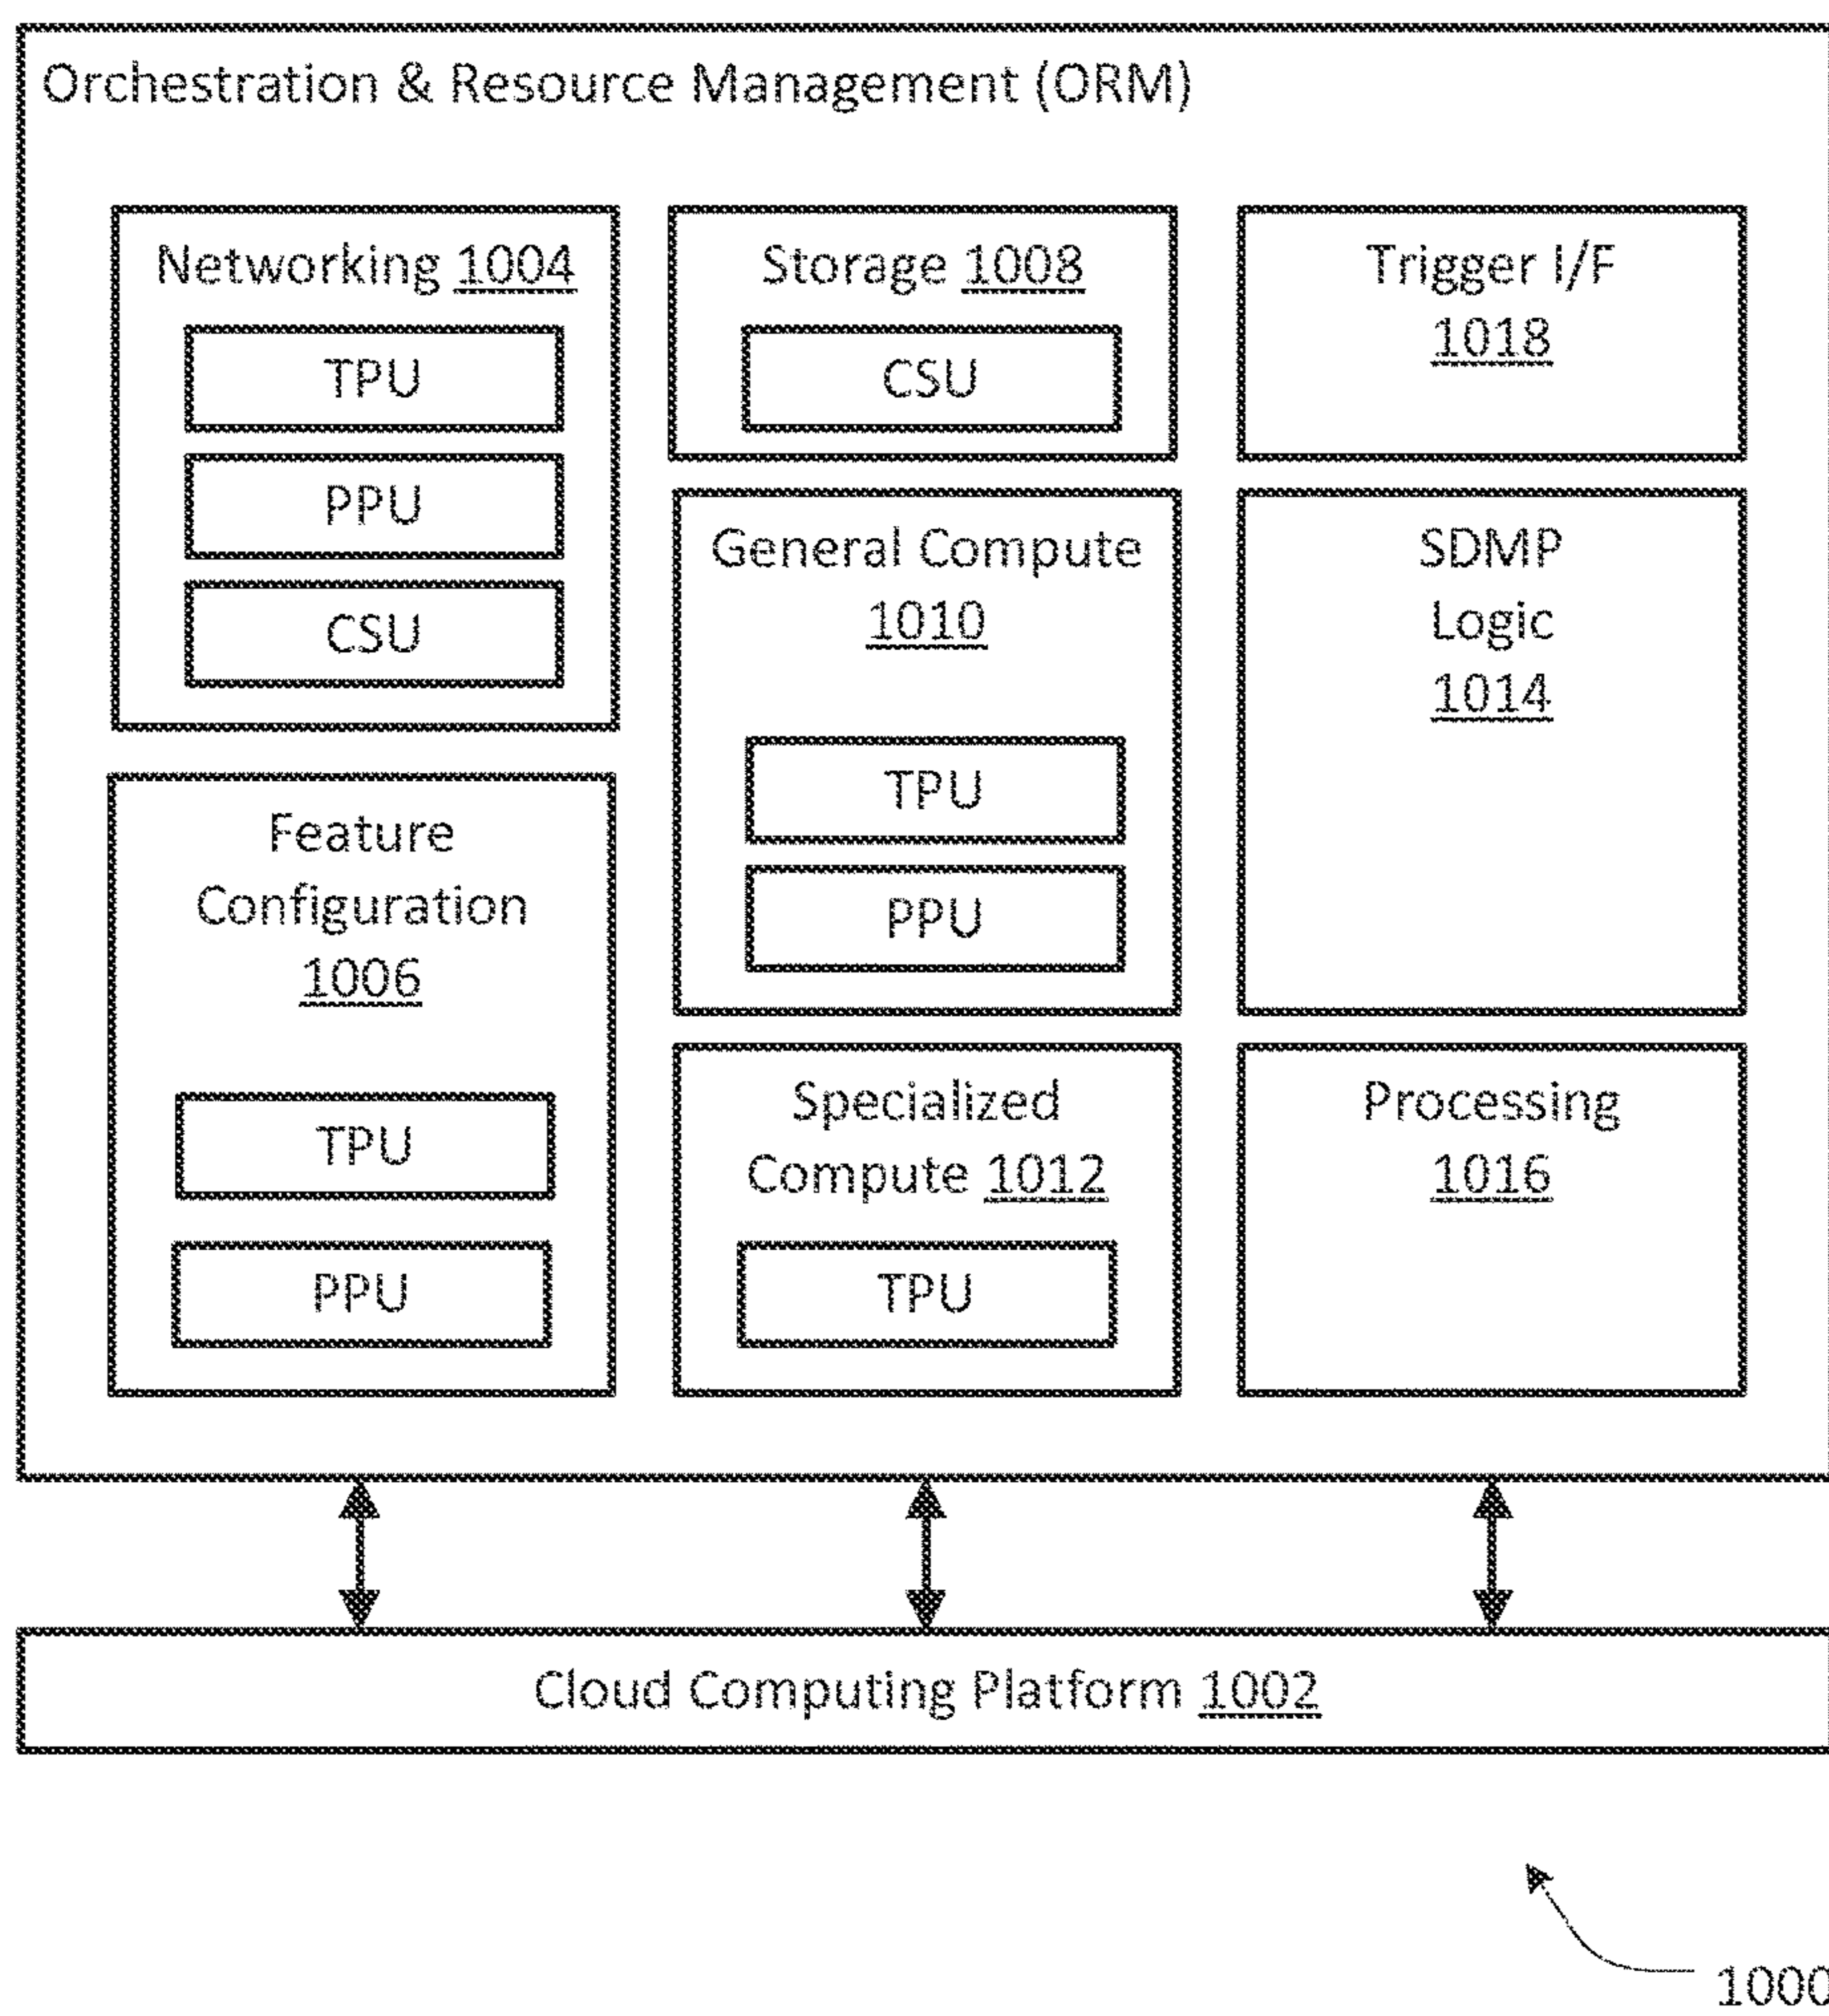 Orchestration & Resource Management (ORM)
Networking 1004
TPU
PPU
CSU
Feature
Configuration
1006
TPU
PPU
Storage 1008
CSU
General Compute
1010
TPU
PPU
Specialized
Compute 1012
TPU
Trigger I/F
1018
SDMP
Logic
1014
Processing
1016
Cloud Computing Platform 1002
1000